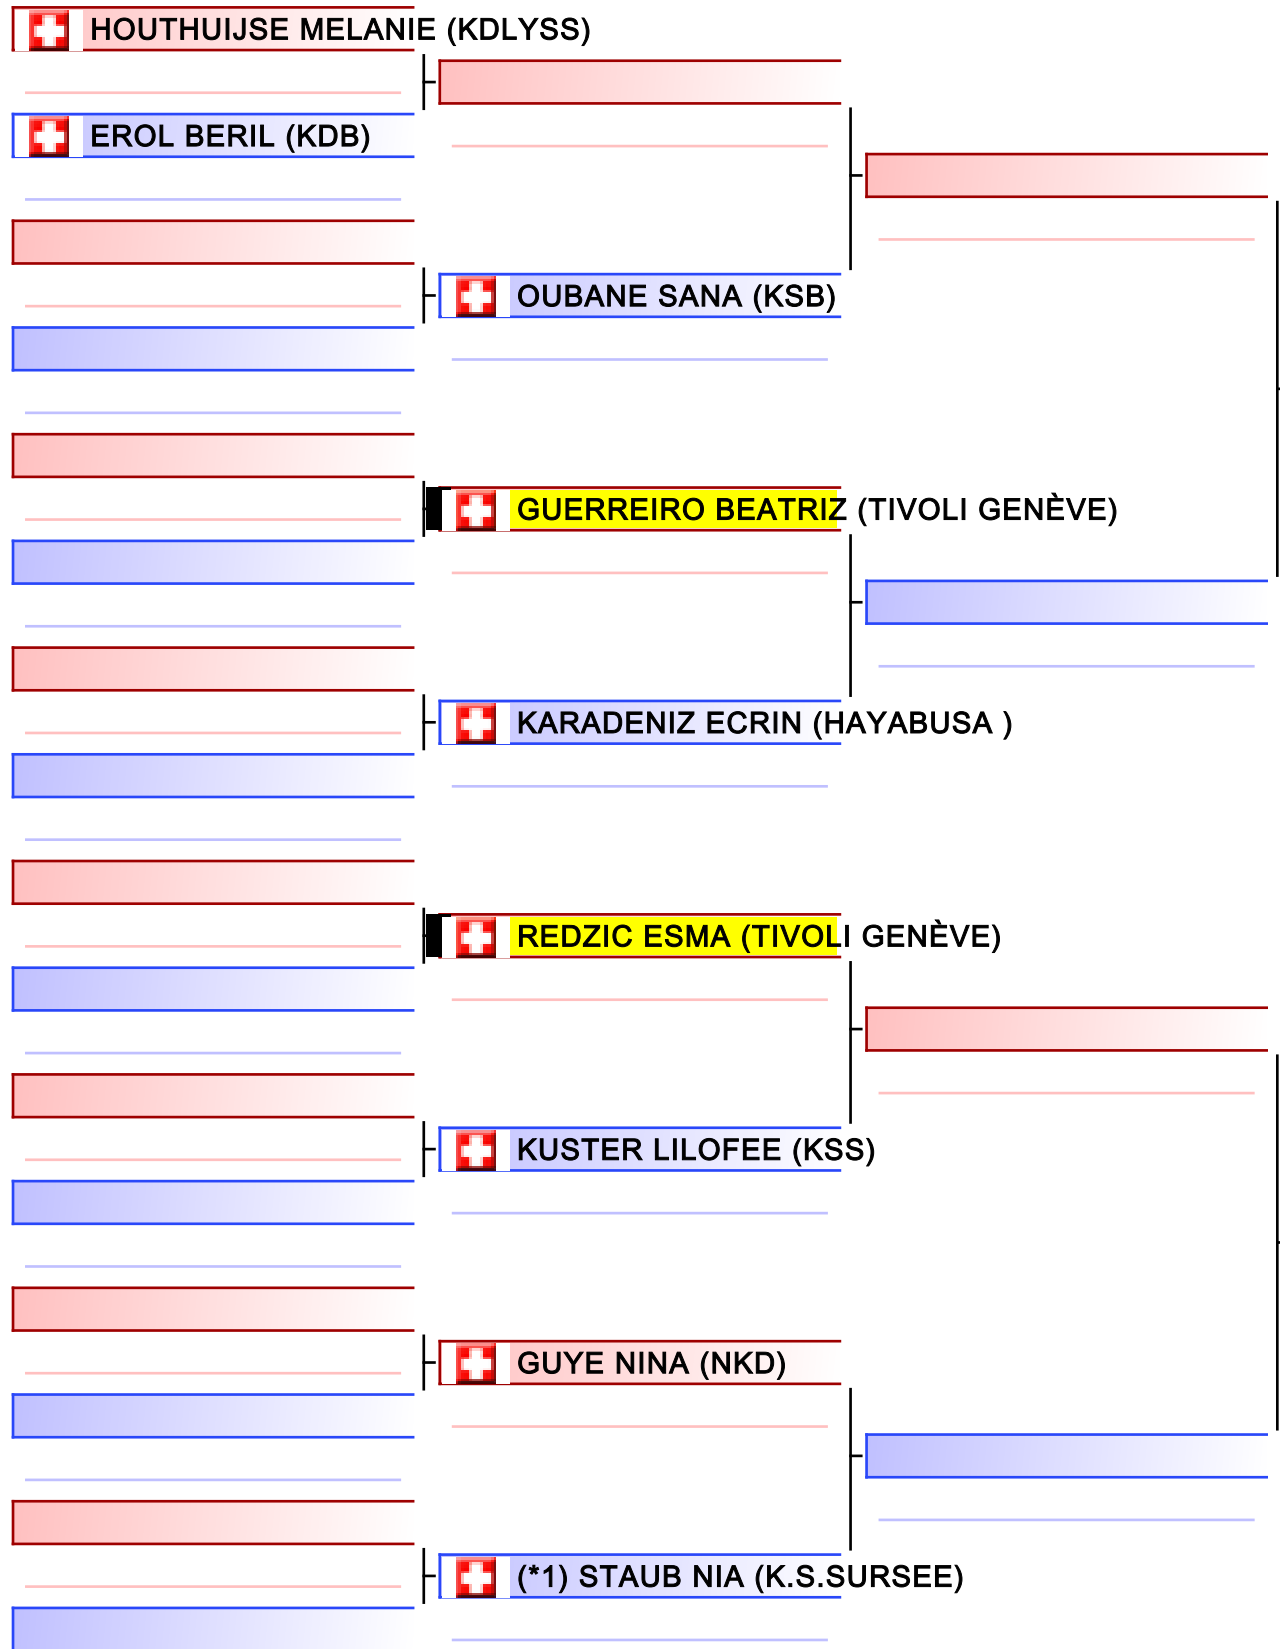 HOUTHUIJSE MELANIE (KDLYSS)
EROL BERIL (KDB)
OUBANE SANA (KSB)
GUERREIRO BEATRIZ (TIVOLI GENÈVE)
KARADENIZ ECRIN (HAYABUSA )
REDZIC ESMA (TIVOLI GENÈVE)
KUSTER LILOFEE (KSS)
GUYE NINA (NKD)
(*1) STAUB NIA (K.S.SURSEE)